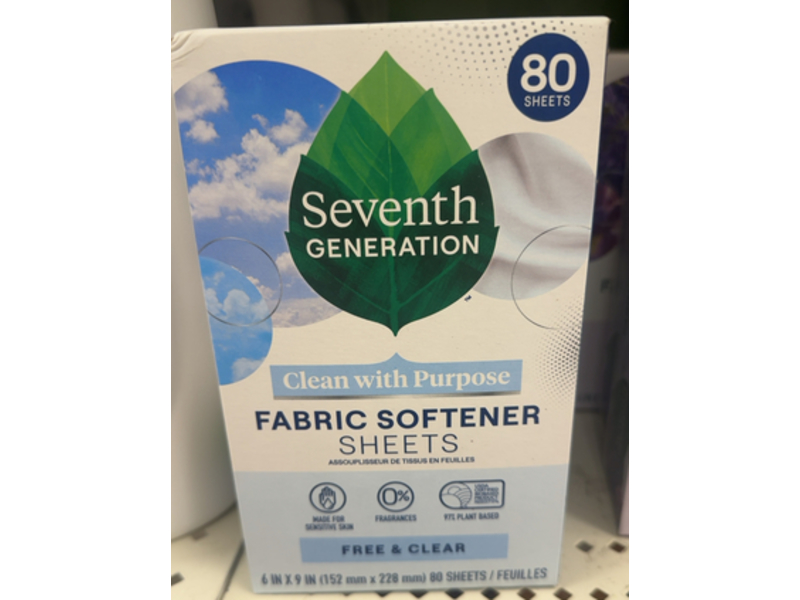 80
SHEETS
Seventh
GENERATION
™
Clean with Purpose
FABRIC SOFTENER
SHEETS
ASSOUPLISSEUR DE TISSUS EN FEUILLES
MADE FOR
SENSITIVE SKIN
0%
FRAGRANCES
97% PLANT BASED
FREE & CLEAR
6 IN X 9 IN (152 mm x 228 mm) 80 SHEETS / FEUILLES